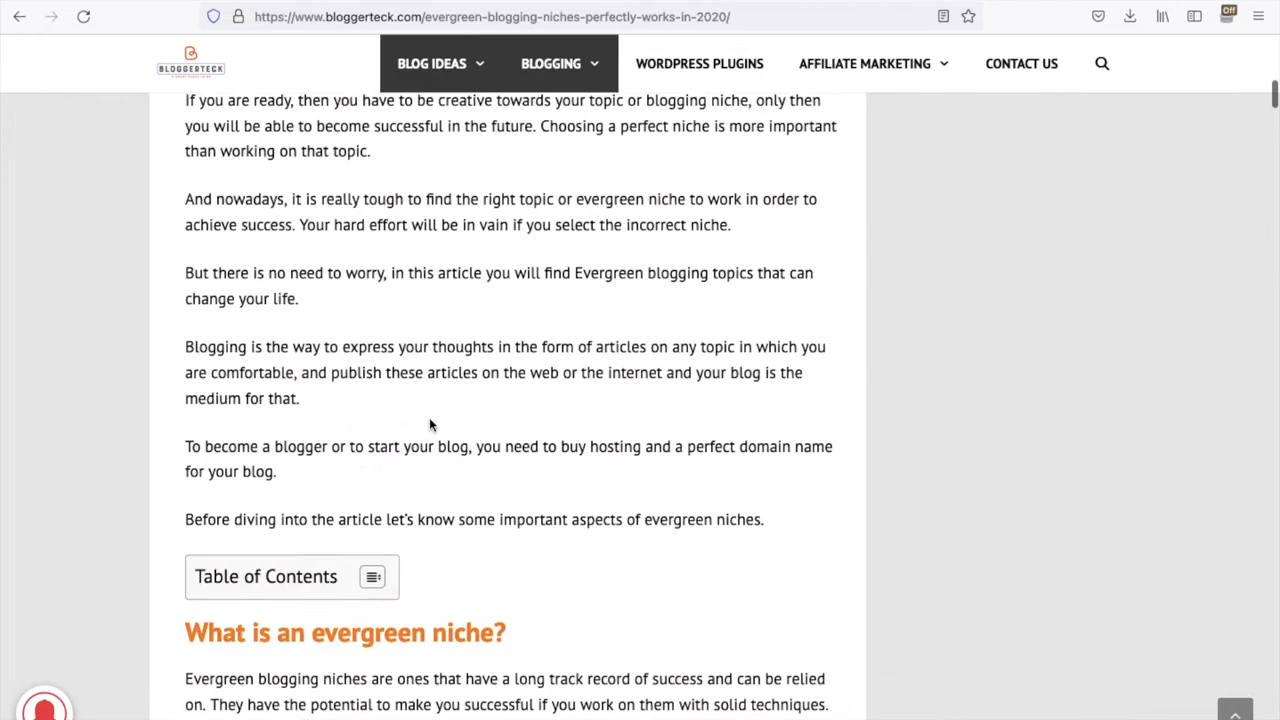 Off
https://www.bloggerteck.com/evergreen-blogging-niches-perfectly-works-in-2020/
BLOGGERTECK
BLOG IDEAS
BLOGGING
WORDPRESS PLUGINS
AFFILIATE MARKETING
CONTACT US
If you are ready, then you have to be creative towards your topic or blogging niche, only then
you will be able to become successful in the future. Choosing a perfect niche is more important
than working on that topic.
And nowadays, it is really tough to find the right topic or evergreen niche to work in order to
achieve success. Your hard effort will be in vain if you select the incorrect niche.
But there is no need to worry, in this article you will find Evergreen blogging topics that can
change your life.
Blogging is the way to express your thoughts in the form of articles on any topic in which you
are comfortable, and publish these articles on the web or the internet and your blog is the
medium for that.
To become a blogger or to start your blog, you need to buy hosting and a perfect domain name
for your blog.
Before diving into the article let's know some important aspects of evergreen niches.
Table of Contents
What is an evergreen niche?
Evergreen blogging niches are ones that have a long track record of success and can be relied
on. They have the potential to make you successful if you work on them with solid techniques.